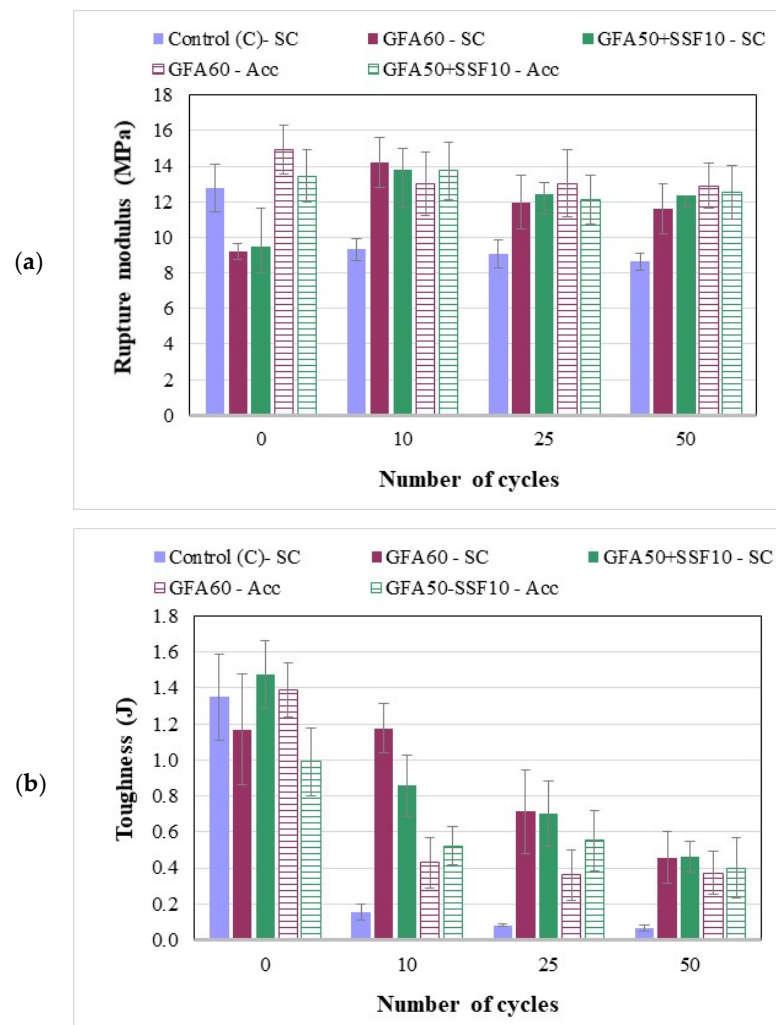 Control (C)- SC GFA60 - SC GFA50+SSF10 - SC
GFA60 - Acc GFA50+SSF10 - Acc
18
16
14
12
10
8
6
4
2
0
Rupture modulus (MPa)
(a)
0 10 25 50
Number of cycles
Control (C)- SC GFA60 - SC GFA50+SSF10 - SC
GFA60 - Acc GFA50-SSF10 - Acc
1.8
1.6
1.4
1.2
1.0
0.8
0.6
0.4
0.2
0.0
Toughness (J)
(b)
0 10 25 50
Number of cycles